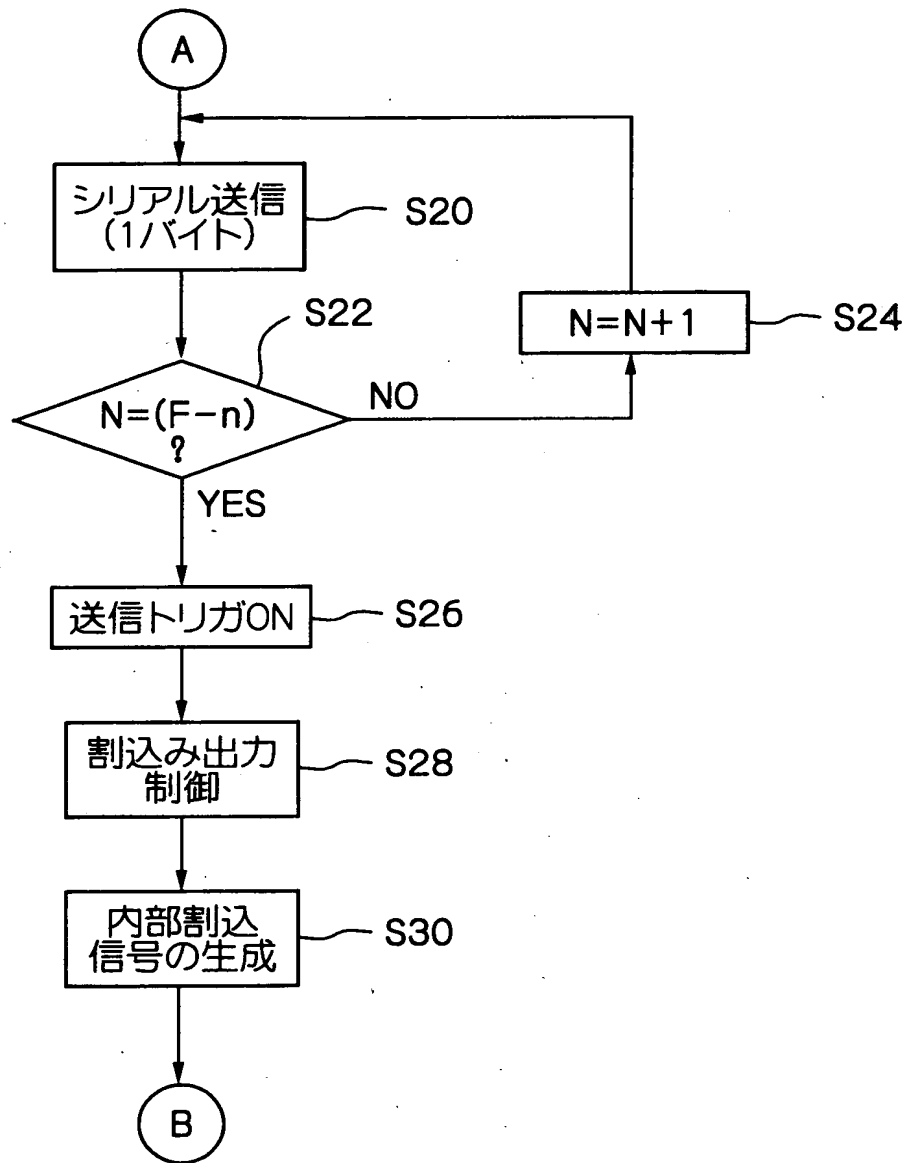 A
シリアル送信
(1バイト)
S20
N=N+1
S24
S22
N=(F-n)
?
NO
YES
送信トリガON
S26
割込み出力
制御
S28
内部割込
信号の生成
S30
B